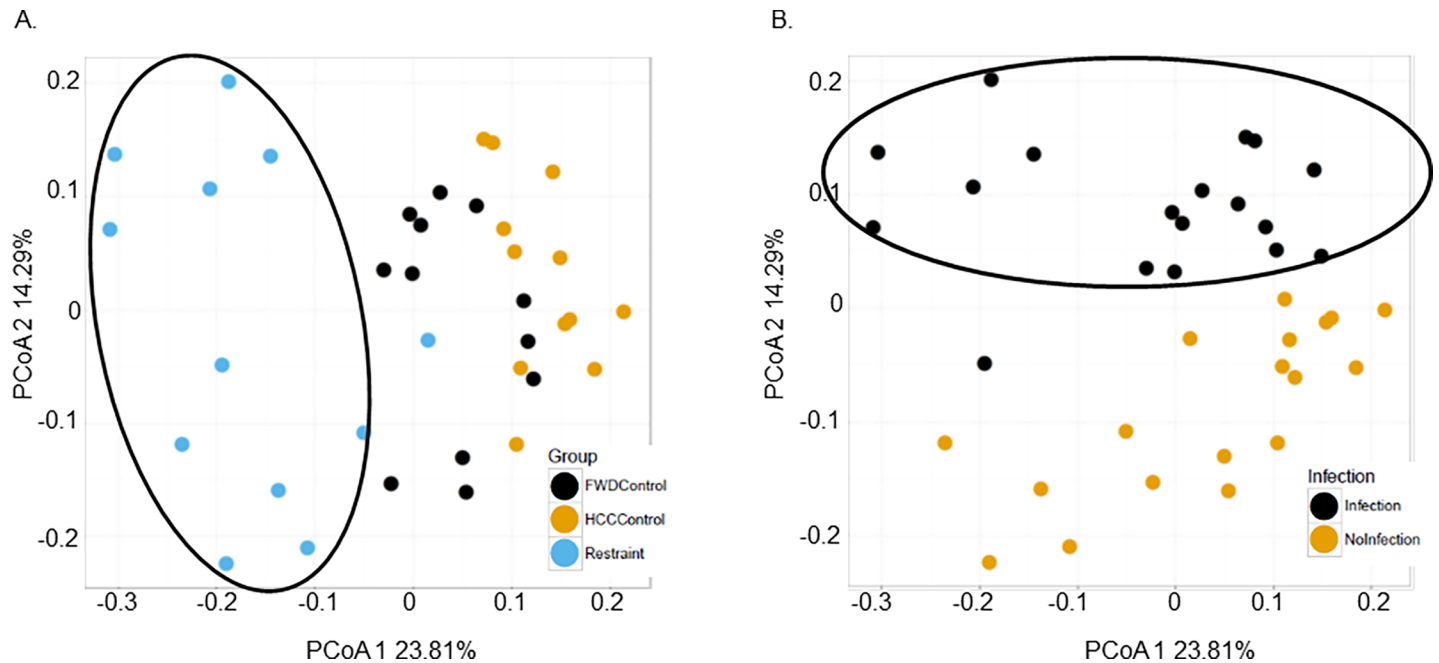 A.
0.2
0.1
0
-0.1
-0.2
PCoA 2 14.29%
-0.3
-0.2
-0.1
0
0.1
0.2
PCoA 1 23.81%
Group
FWDControl
HCCControl
Restraint
B.
0.2
0.1
0
-0.1
-0.2
PCoA 2 14.29%
-0.3
-0.2
-0.1
0
0.1
0.2
PCoA 1 23.81%
Infection
Infection
NoInfection